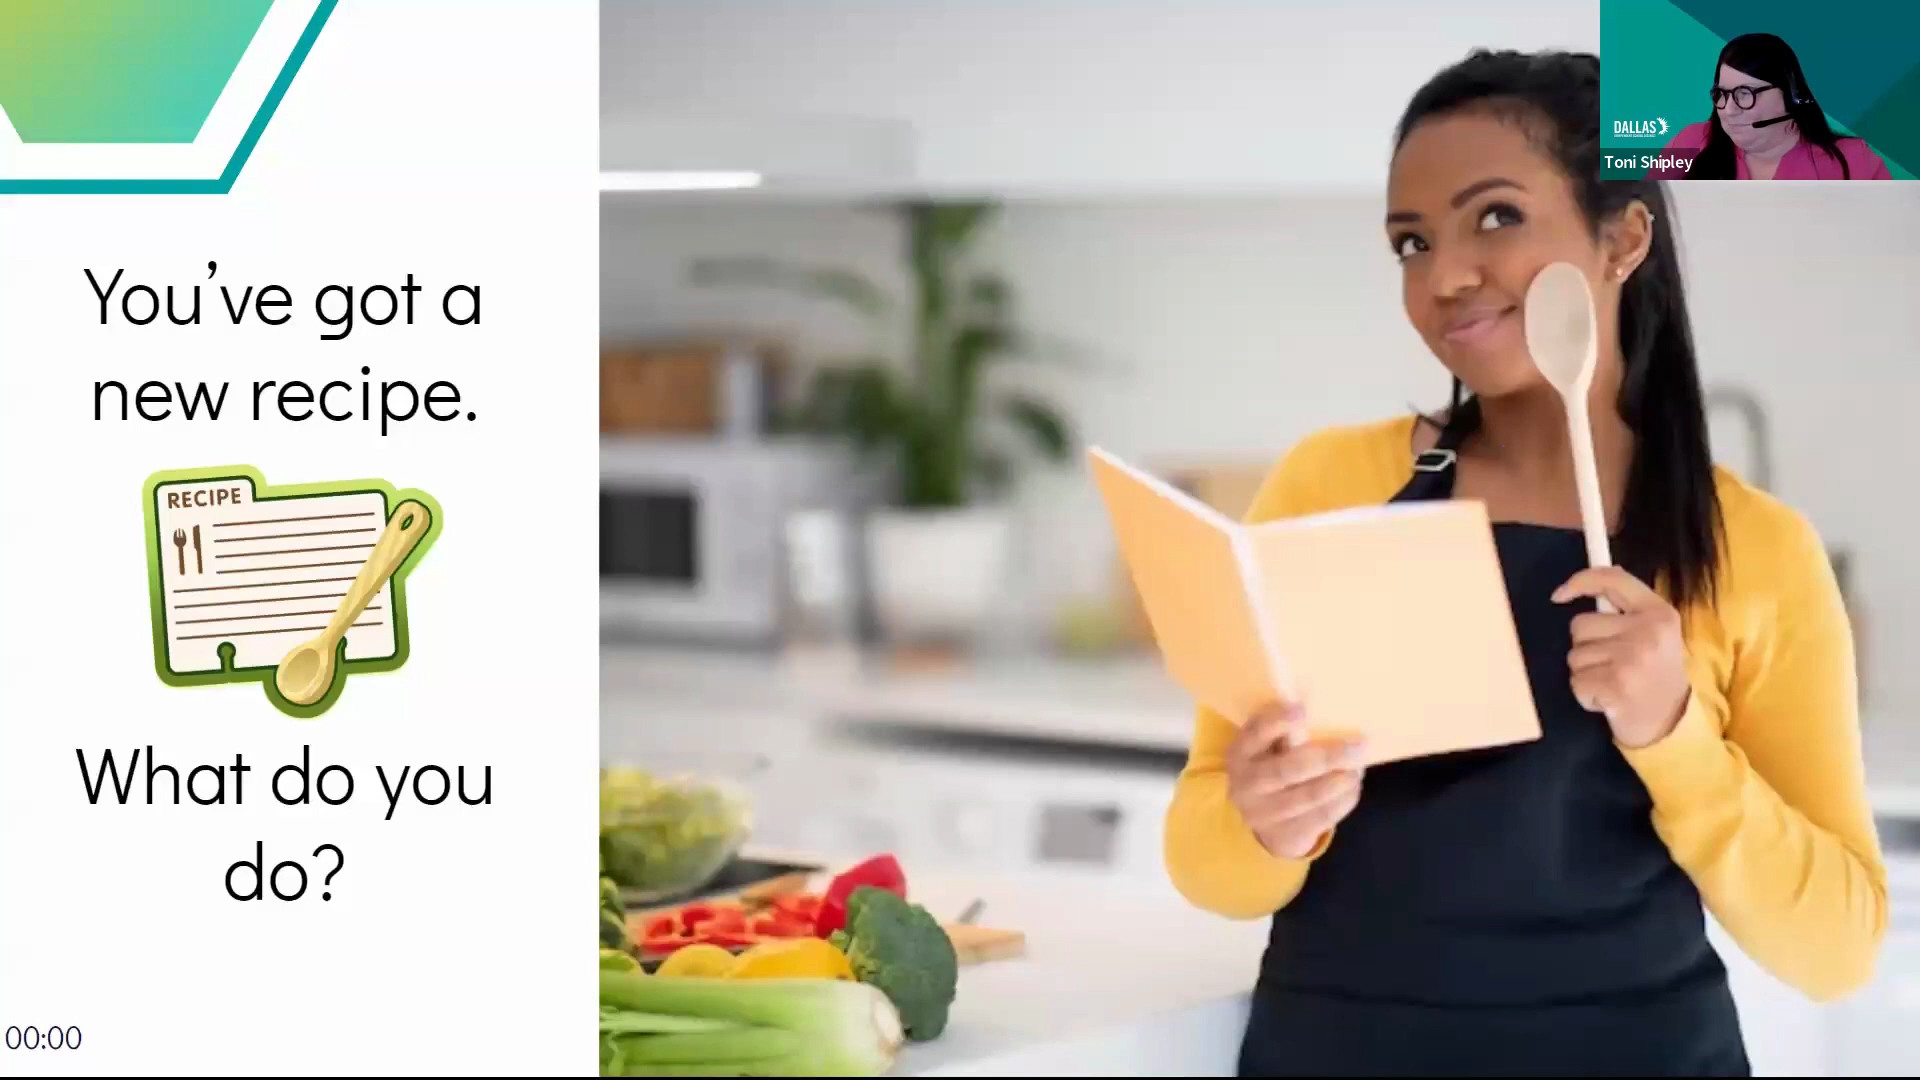 You've got a
new recipe.
RECIPE
What do you
do?
00:00
DALLAS
Toni Shipley